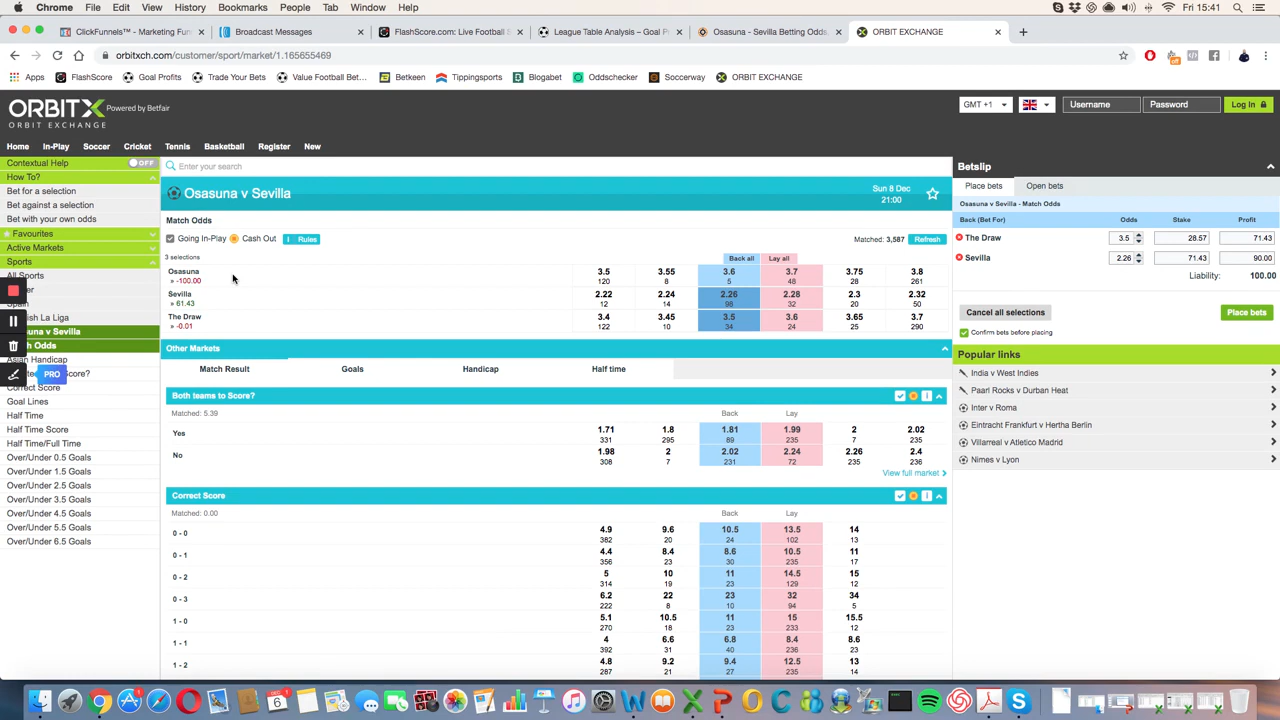 Chrome File Edit View History Bookmarks People Tab Window Help Fri 15:41
ClickFunnels™ - Marketing Fun Broadcast Messages FlashScore.com: Live Football S League Table Analysis – Goal P Osasuna - Sevilla Betting Odds, ORBIT EXCHANGE
orbitxch.com/customer/sport/market/1.165655469
Apps FlashScore Goal Profits Trade Your Bets Value Football Bet... Betkeen Tippingsports Blogabet Oddschecker Soccerway ORBIT EXCHANGE
ORBITX Powered by Betfair
ORBIT EXCHANGE
GMT +1 Username Password Log In
Home In-Play Soccer Cricket Tennis Basketball Register New
Contextual Help OFF
How To?
Bet for a selection
Bet against a selection
Bet with your own odds
Favourites
Active Markets
Sports
All Sports
er
Spain
ish La Liga
suna v Sevilla
h Odds
Asian Handicap
PRO
Score?
Correct Score
Goal Lines
Half Time
Half Time Score
Half Time/Full Time
Over/Under 0.5 Goals
Over/Under 1.5 Goals
Over/Under 2.5 Goals
Over/Under 3.5 Goals
Over/Under 4.5 Goals
Over/Under 5.5 Goals
Over/Under 6.5 Goals
Enter your search
Osasuna v Sevilla Sun 8 Dec
21:00
Match Odds
Going In-Play Cash Out i Rules Matched: 3,587 Refresh
3 selections Back all Lay all
Osasuna 3.5 3.55 3.6 3.7 3.75 3.8
» -100.00 120 8 5 48 28 261
Sevilla 2.22 2.24 2.26 2.28 2.3 2.32
» 61.43 12 14 98 32 20 50
The Draw 3.4 3.45 3.5 3.6 3.65 3.7
» -0.01 122 10 34 24 25 290
Other Markets
Match Result Goals Handicap Half time
Both teams to Score?
Matched: 5.39 Back Lay
Yes 1.71 1.8 1.81 1.99 2 2.02
331 295 89 235 7 235
No 1.98 2 2.02 2.24 2.26 2.4
308 7 231 72 235 236
View full market
Correct Score
Matched: 0.00 Back Lay
0 - 0 4.9 9.6 10.5 13.5 14
382 20 24 102 13
0 - 1 4.4 8.4 8.6 10.5 11
356 23 30 235 17
0 - 2 5 10 11 14.5 15
314 19 23 129 12
0 - 3 6.2 22 23 32 34
222 8 10 94 5
1 - 0 5.1 10.5 11 15 15.5
270 18 23 233 12
1 - 1 4 6.6 6.8 8.4 8.6
392 31 40 236 23
1 - 2 4.8 9.2 9.4 12.5 13
287 21 27 235 14
Betslip
Place bets Open bets
Osasuna v Sevilla - Match Odds
Back (Bet For) Odds Stake Profit
The Draw 3.5 28.57 71.43
Sevilla 2.26 71.43 90.00
Liability: 100.00
Cancel all selections Place bets
Confirm bets before placing
Popular links
India v West Indies
Paarl Rocks v Durban Heat
Inter v Roma
Eintracht Frankfurt v Hertha Berlin
Villarreal v Atletico Madrid
Nimes v Lyon